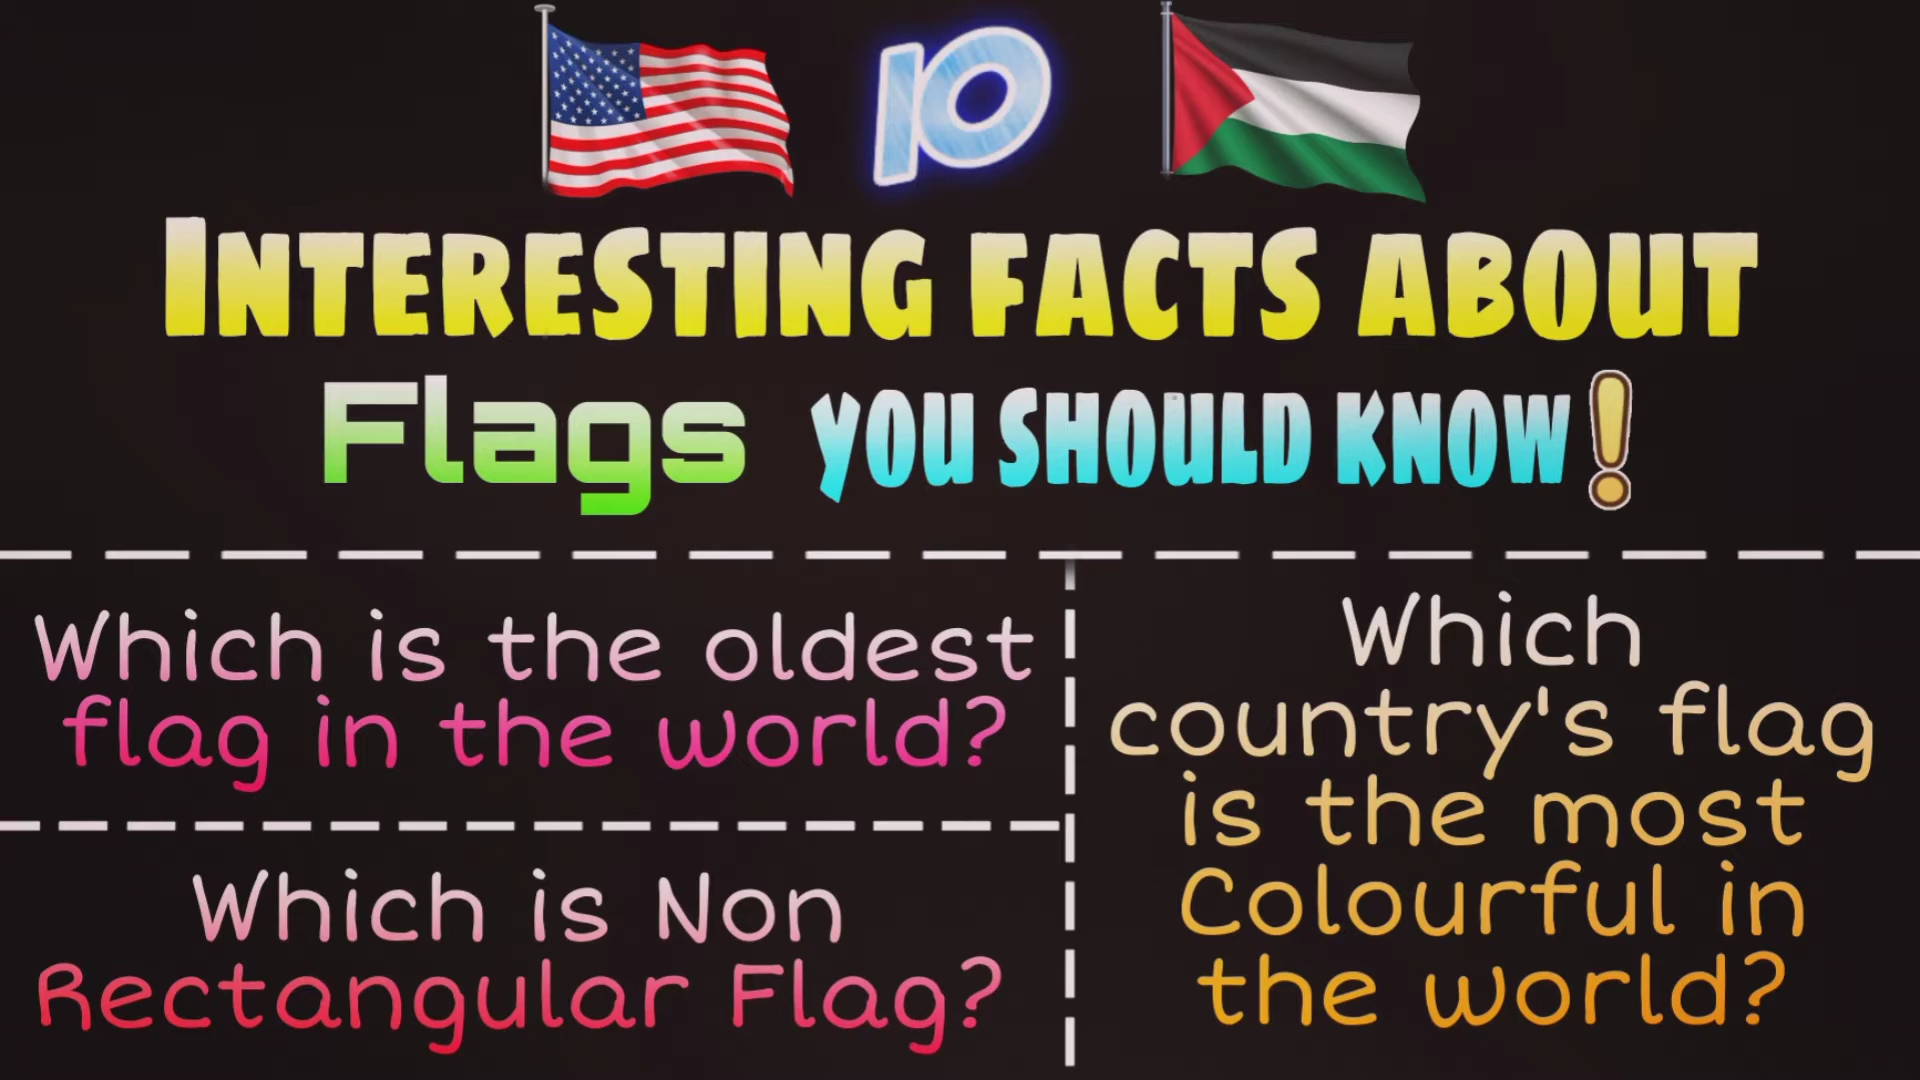 10
INTERESTING FACTS ABOUT
Flags YOU SHOULD KNOW!
Which is the oldest
flag in the world?
Which is Non
Rectangular Flag?
Which
country's flag
is the most
Colourful in
the world?